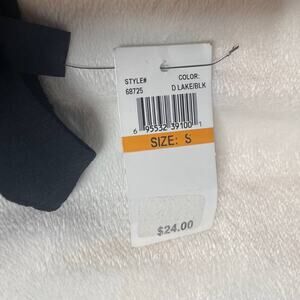 STYLE# COLOR:
68725 D LAKE/BLK
6 95532 39100 1
SIZE: S
$24.00